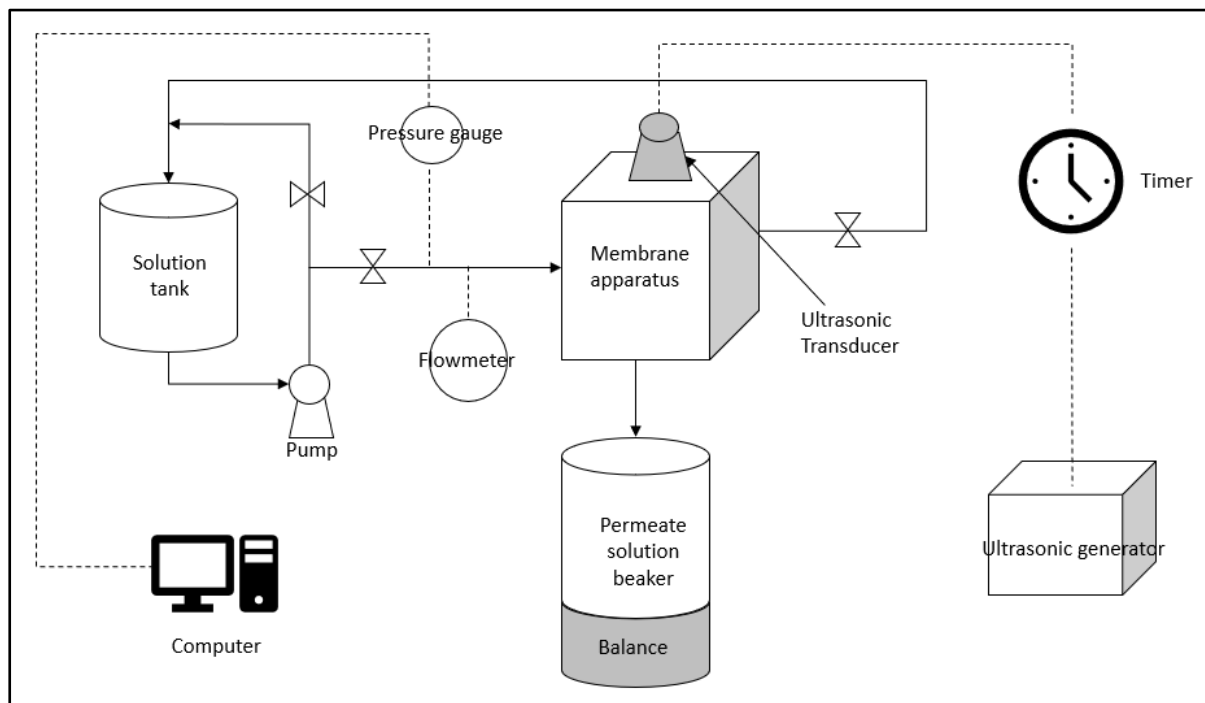 Pressure gauge
Timer
Solution
tank
Membrane
apparatus
Ultrasonic
Transducer
Flowmeter
Pump
Permeate
solution
beaker
Ultrasonic generator
Computer
Balance